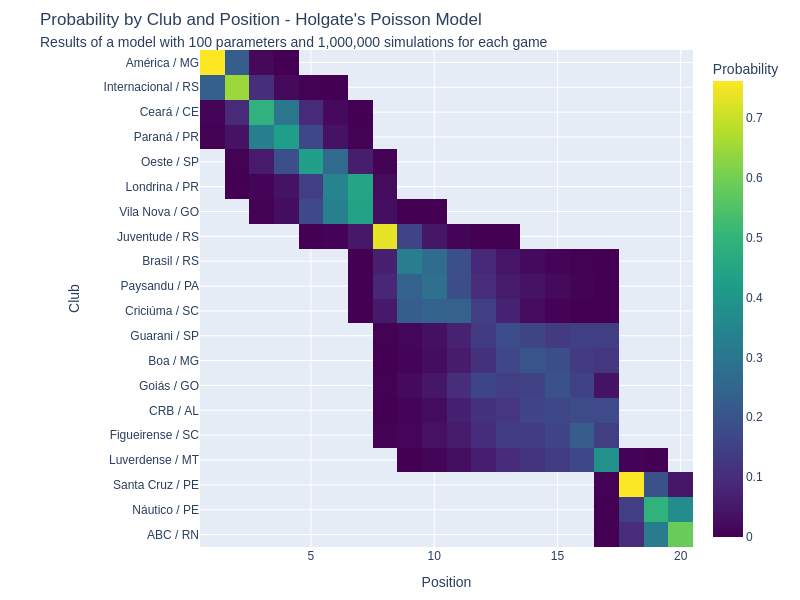 Probability by Club and Position - Holgate's Poisson Model
Results of a model with 100 parameters and 1,000,000 simulations for each game
Probability
América / MG
Internacional / RS
Ceará / CE
Paraná / PR
Oeste / SP
Londrina / PR
Vila Nova / GO
Juventude / RS
Brasil / RS
Paysandu / PA
Criciúma / SC
Guarani / SP
Boa / MG
Goiás / GO
CRB / AL
Figueirense / SC
Luverdense / MT
Santa Cruz / PE
Náutico / PE
ABC / RN
Club
5
10
15
20
Position
0.7
0.6
0.5
0.4
0.3
0.2
0.1
0